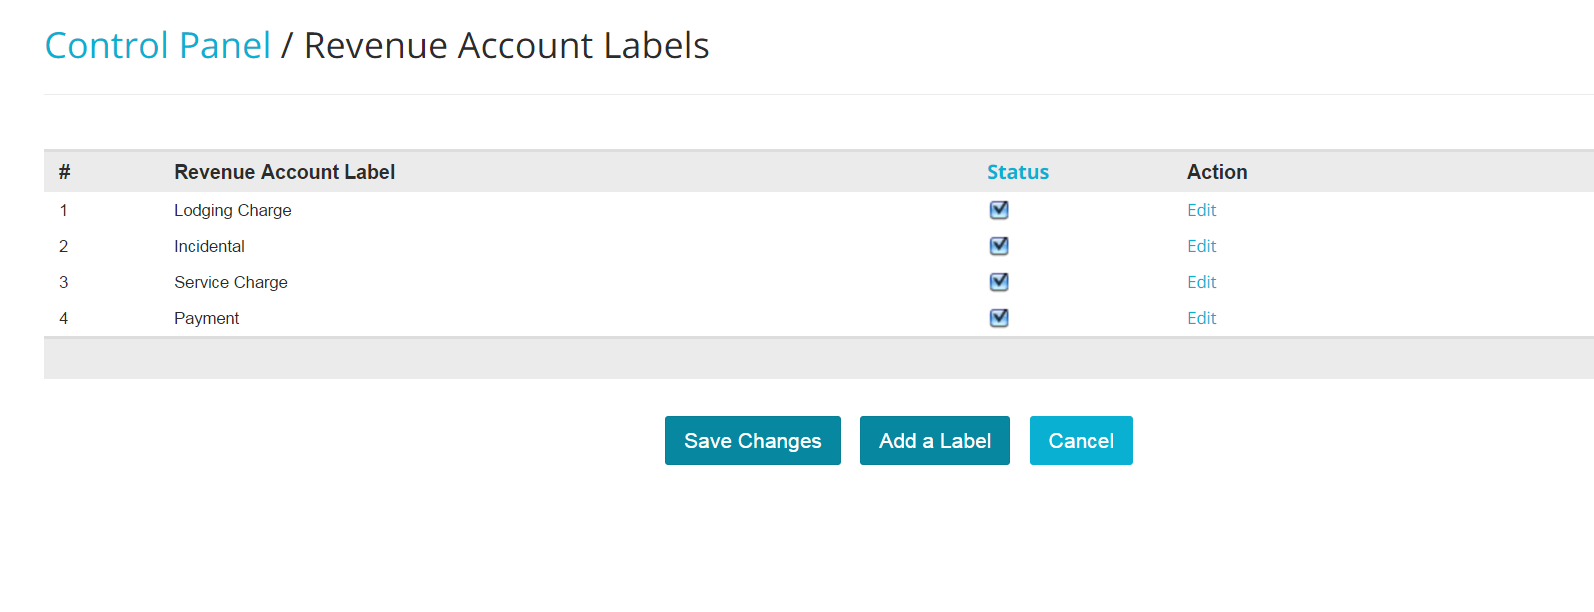 Control Panel / Revenue Account Labels
# Revenue Account Label Status Action
1 Lodging Charge Edit
2 Incidental Edit
3 Service Charge Edit
4 Payment Edit
Save Changes Add a Label Cancel